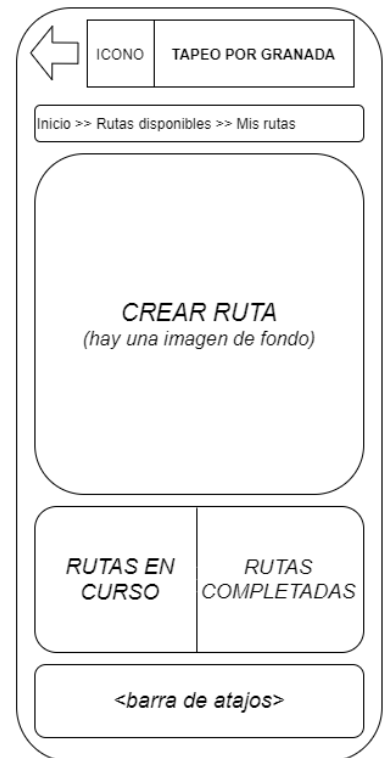 ICONO
TAPEO POR GRANADA
Inicio >> Rutas disponibles >> Mis rutas
CREAR RUTA
(hay una imagen de fondo)
RUTAS EN
CURSO
RUTAS
COMPLETADAS
<barra de atajos>